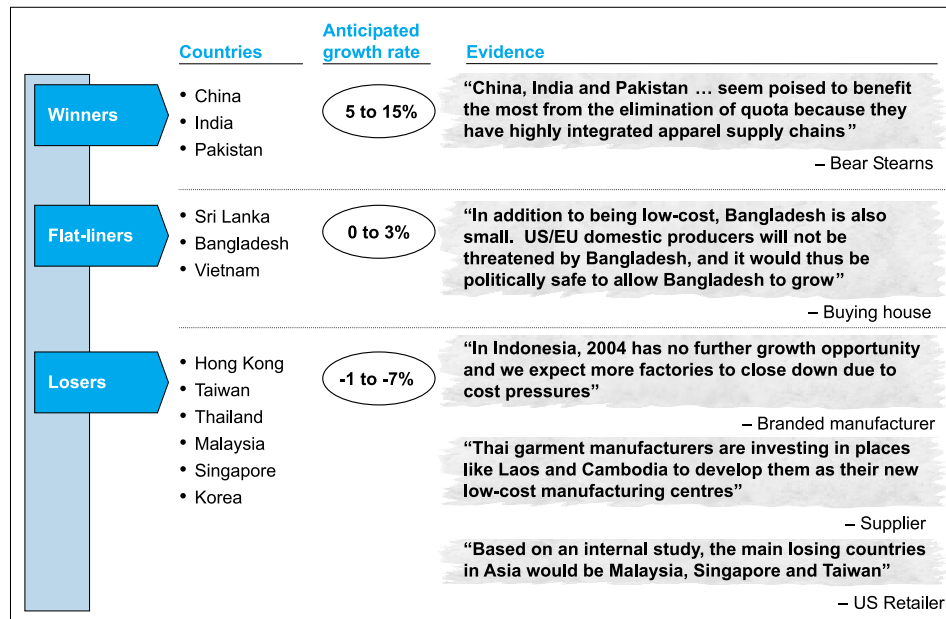 Countries
Anticipated
growth rate
Evidence
Winners
• China
• India
• Pakistan
5 to 15%
“China, India and Pakistan … seem poised to benefit
the most from the elimination of quota because they
have highly integrated apparel supply chains”
– Bear Stearns
Flat-liners
• Sri Lanka
• Bangladesh
• Vietnam
0 to 3%
“In addition to being low-cost, Bangladesh is also
small. US/EU domestic producers will not be
threatened by Bangladesh, and it would thus be
politically safe to allow Bangladesh to grow”
– Buying house
Losers
• Hong Kong
• Taiwan
• Thailand
• Malaysia
• Singapore
• Korea
-1 to -7%
“In Indonesia, 2004 has no further growth opportunity
and we expect more factories to close down due to
cost pressures”
– Branded manufacturer
“Thai garment manufacturers are investing in places
like Laos and Cambodia to develop them as their new
low-cost manufacturing centres”
– Supplier
“Based on an internal study, the main losing countries
in Asia would be Malaysia, Singapore and Taiwan”
– US Retailer